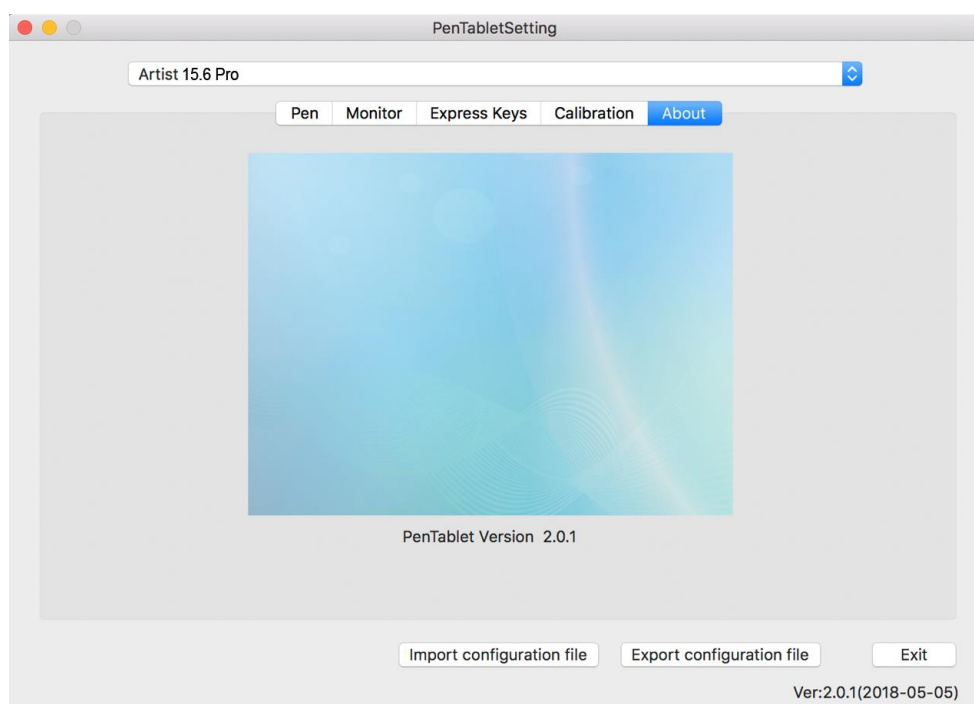 PenTabletSetting
Artist 15.6 Pro
Pen Monitor Express Keys Calibration About
PenTablet Version 2.0.1
Import configuration file Export configuration file Exit
Ver:2.0.1(2018-05-05)